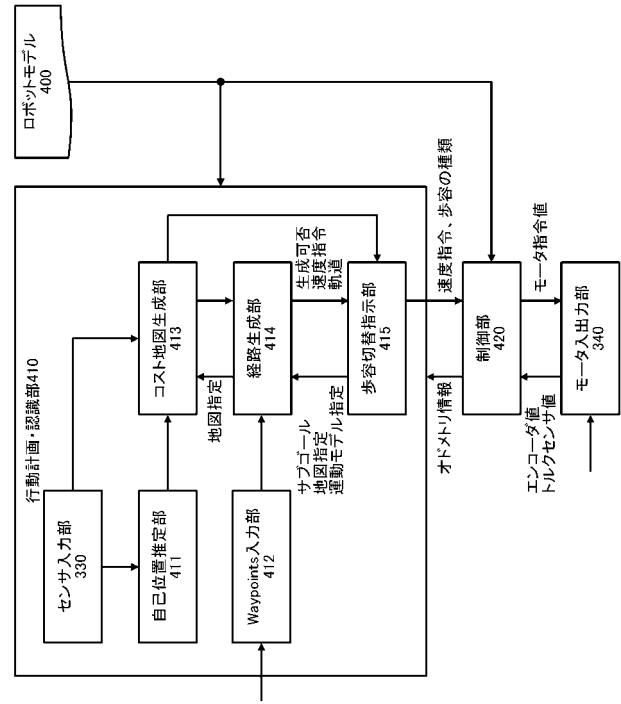 ロボットモデル
400
行動計画・認識部410
センサ入力部
330
自己位置推定部
411
Waypoints入力部
412
コスト地図生成部
413
地図指定
経路生成部
414
生成可否
速度指令
軌道
サブゴール
地図指定
運動モデル指定
歩容切替指示部
415
速度指令、歩容の種類
オドメトリ情報
制御部
420
モータ指令値
エンコーダ値
トルクセンサ値
モータ入出力部
340